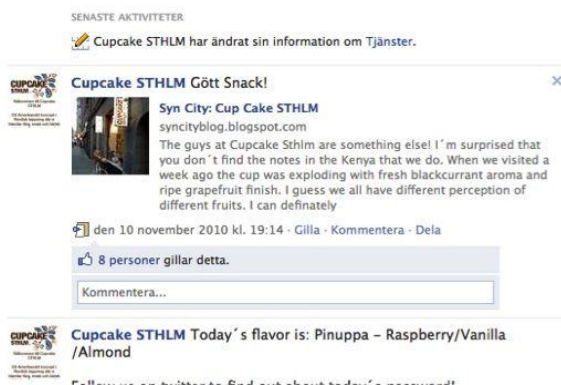 SENASTE AKTIVITETER
Cupcake STHLM har ändrat sin information om Tjänster.
CUPCAKE
STHLM
Cupcake STHLM Gött Snack!
Syn City: Cup Cake STHLM
syncityblog.blogspot.com
The guys at Cupcake Sthlm are something else! I´m surprised that
you don´t find the notes in the Kenya that we do. When we visited a
week ago the cup was exploding with fresh blackcurrant aroma and
ripe grapefruit finish. I guess we all have different perception of
different fruits. I can definately
den 10 november 2010 kl. 19:14 · Gilla · Kommentera · Dela
8 personer gillar detta.
Kommentera...
CUPCAKE
STHLM
Cupcake STHLM Today´s flavor is: Pinuppa – Raspberry/Vanilla
/Almond
Follow us on twitter to find out about today´s password!